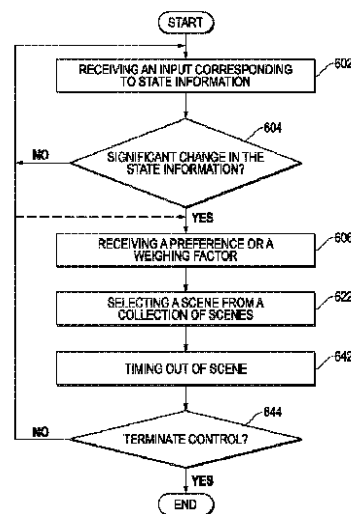 START
RECEIVING AN INPUT CORRESPONDING
TO STATE INFORMATION
602
604
SIGNIFICANT CHANGE IN THE
STATE INFORMATION?
NO
YES
RECEIVING A PREFERENCE OR A
WEIGHING FACTOR
606
SELECTING A SCENE FROM A
COLLECTION OF SCENES
622
TIMING OUT OF SCENE
642
644
TERMINATE CONTROL?
NO
YES
END